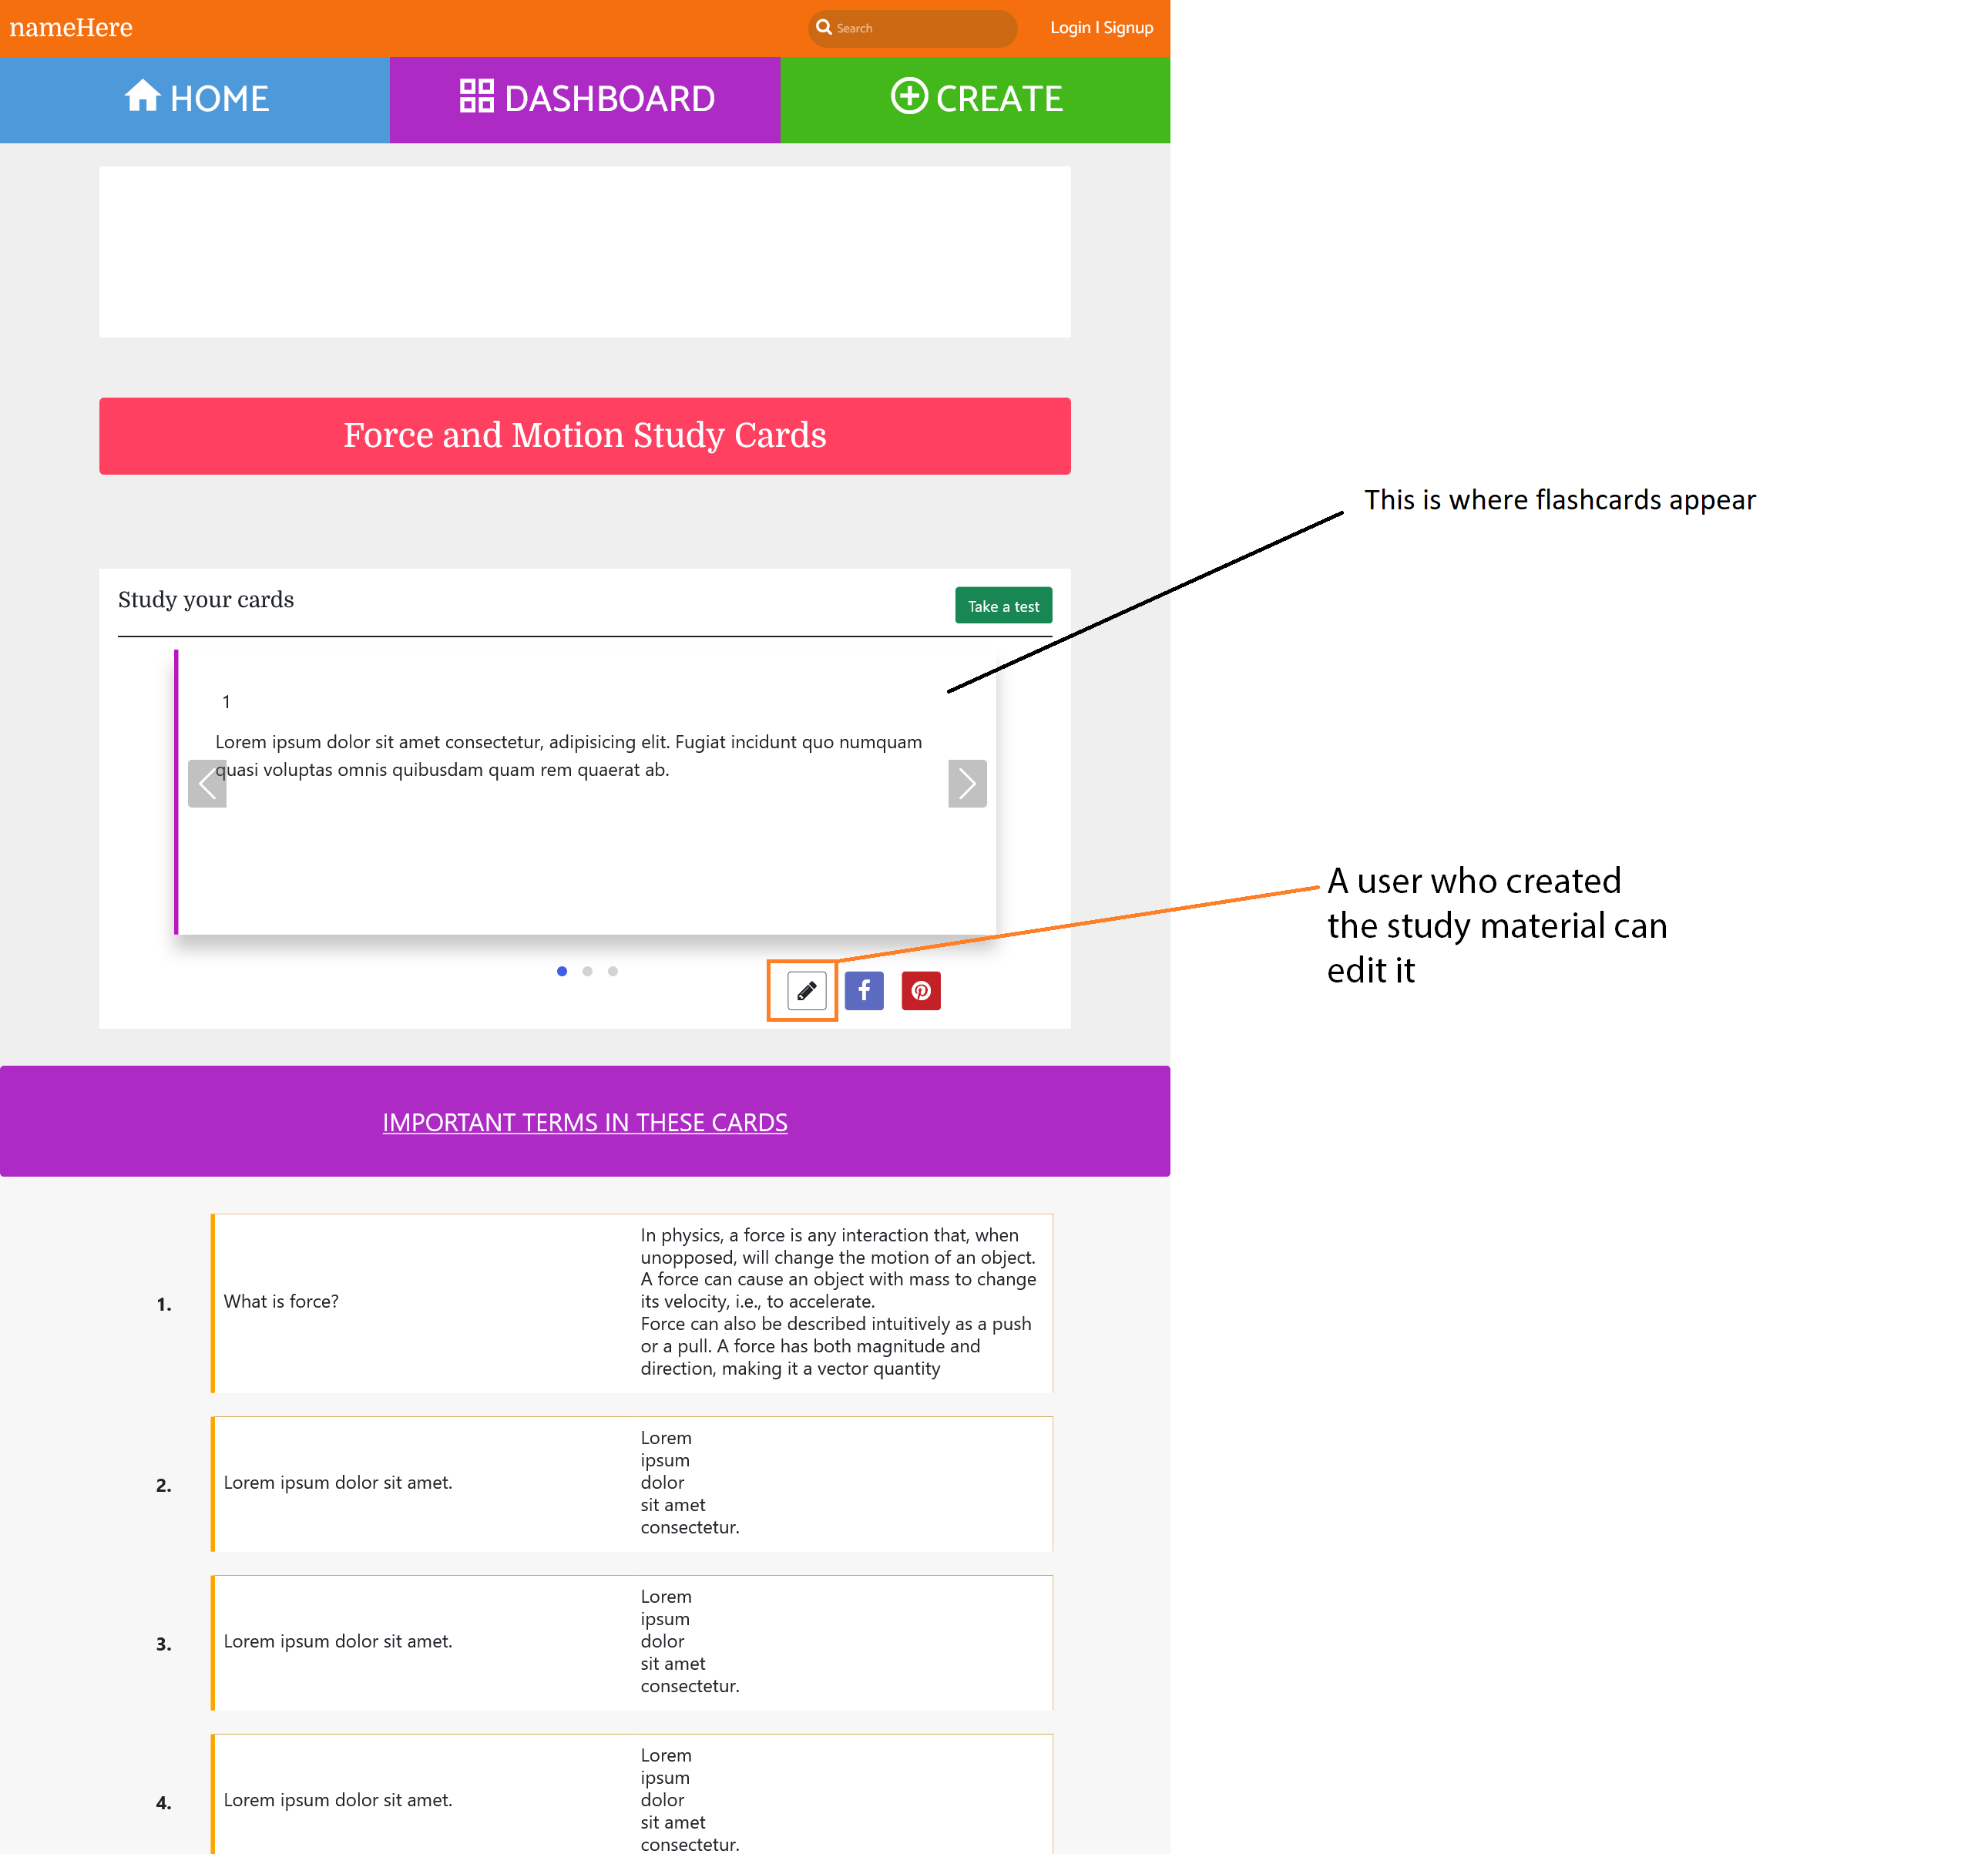 nameHere
Search
Login | Signup
HOME
DASHBOARD
CREATE
Force and Motion Study Cards
This is where flashcards appear
Study your cards
Take a test
1
Lorem ipsum dolor sit amet consectetur, adipisicing elit. Fugiat incidunt quo numquam
quasi voluptas omnis quibusdam quam rem quaerat ab.
A user who created
the study material can
edit it
IMPORTANT TERMS IN THESE CARDS
1.
What is force?
In physics, a force is any interaction that, when
unopposed, will change the motion of an object.
A force can cause an object with mass to change
its velocity, i.e., to accelerate.
Force can also be described intuitively as a push
or a pull. A force has both magnitude and
direction, making it a vector quantity
2.
Lorem ipsum dolor sit amet.
Lorem
ipsum
dolor
sit amet
consectetur.
3.
Lorem ipsum dolor sit amet.
Lorem
ipsum
dolor
sit amet
consectetur.
4.
Lorem ipsum dolor sit amet.
Lorem
ipsum
dolor
sit amet
consectetur.